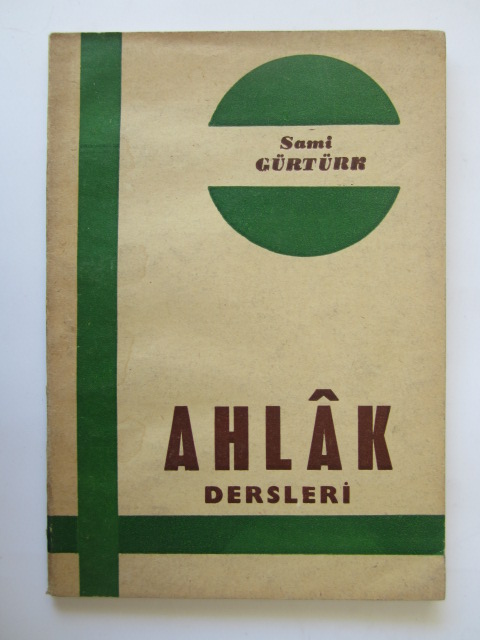 Sami
GÜRTÜRK
AHLÂK
DERSLERİ